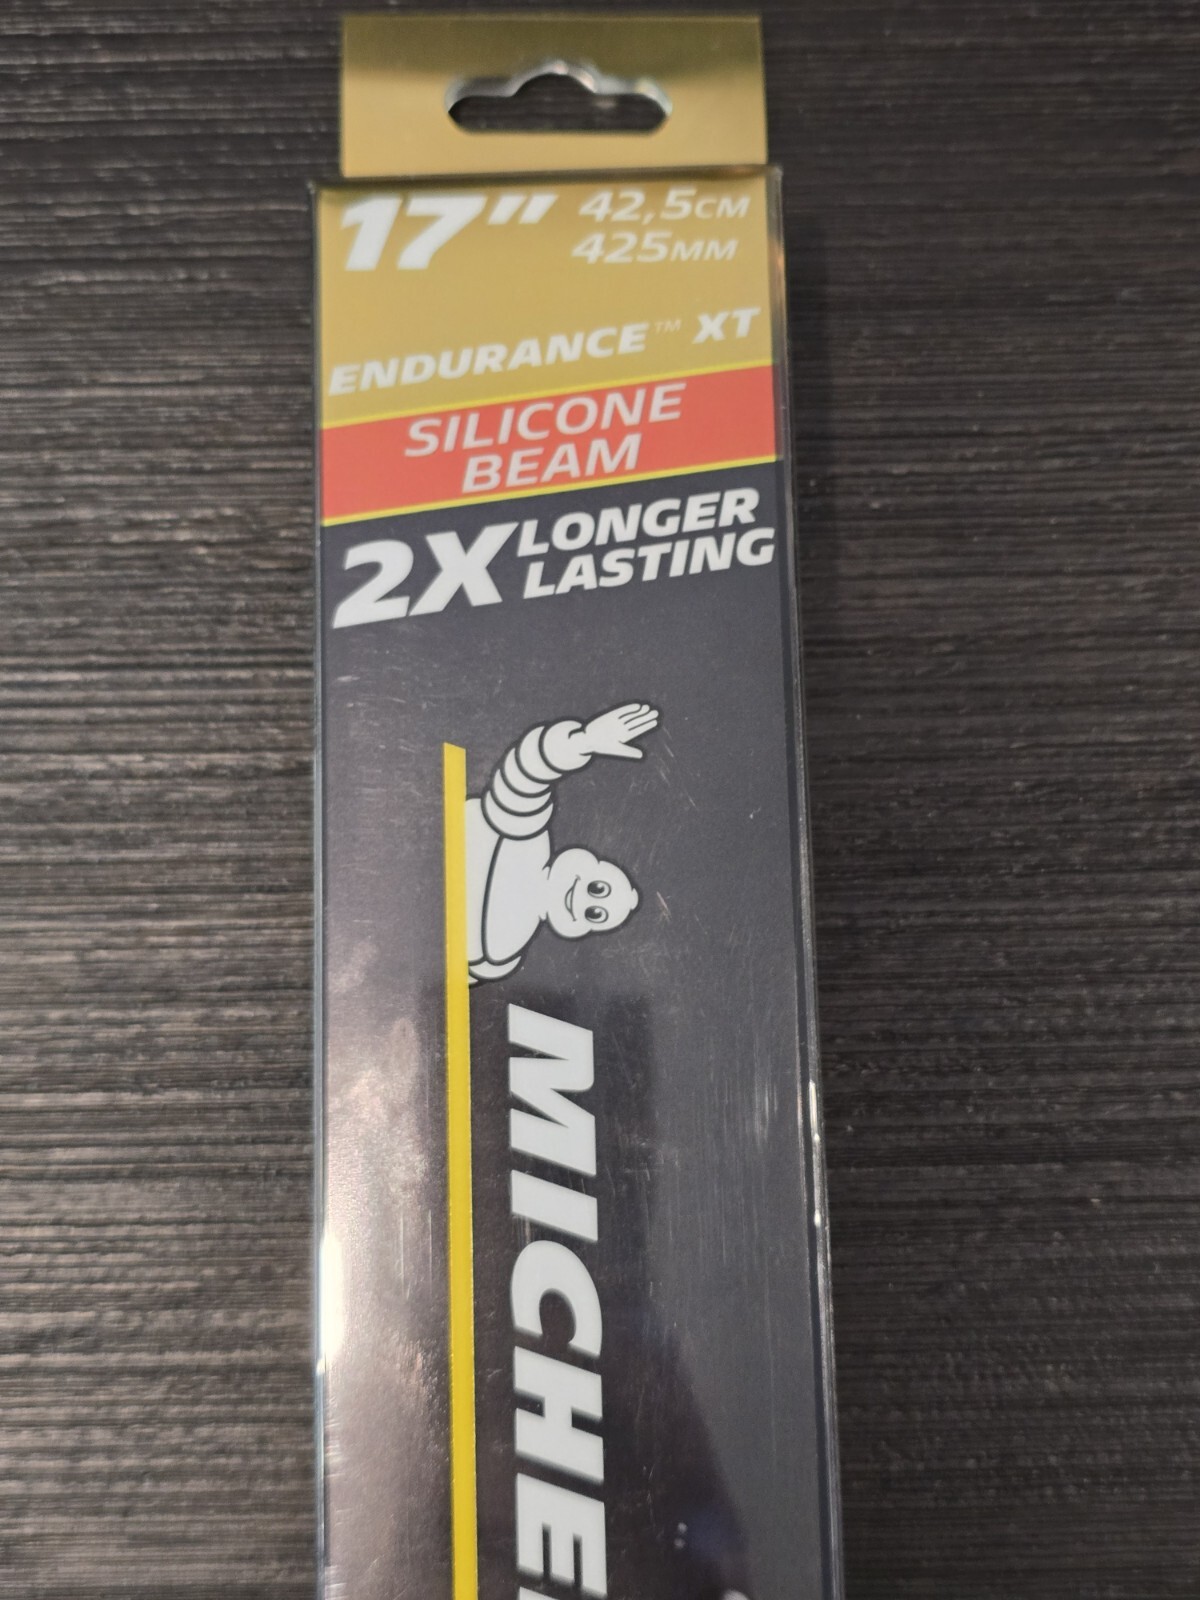 17" 42,5CM
425MM
ENDURANCE™ XT
SILICONE
BEAM
2X LONGER
LASTING
MICHE